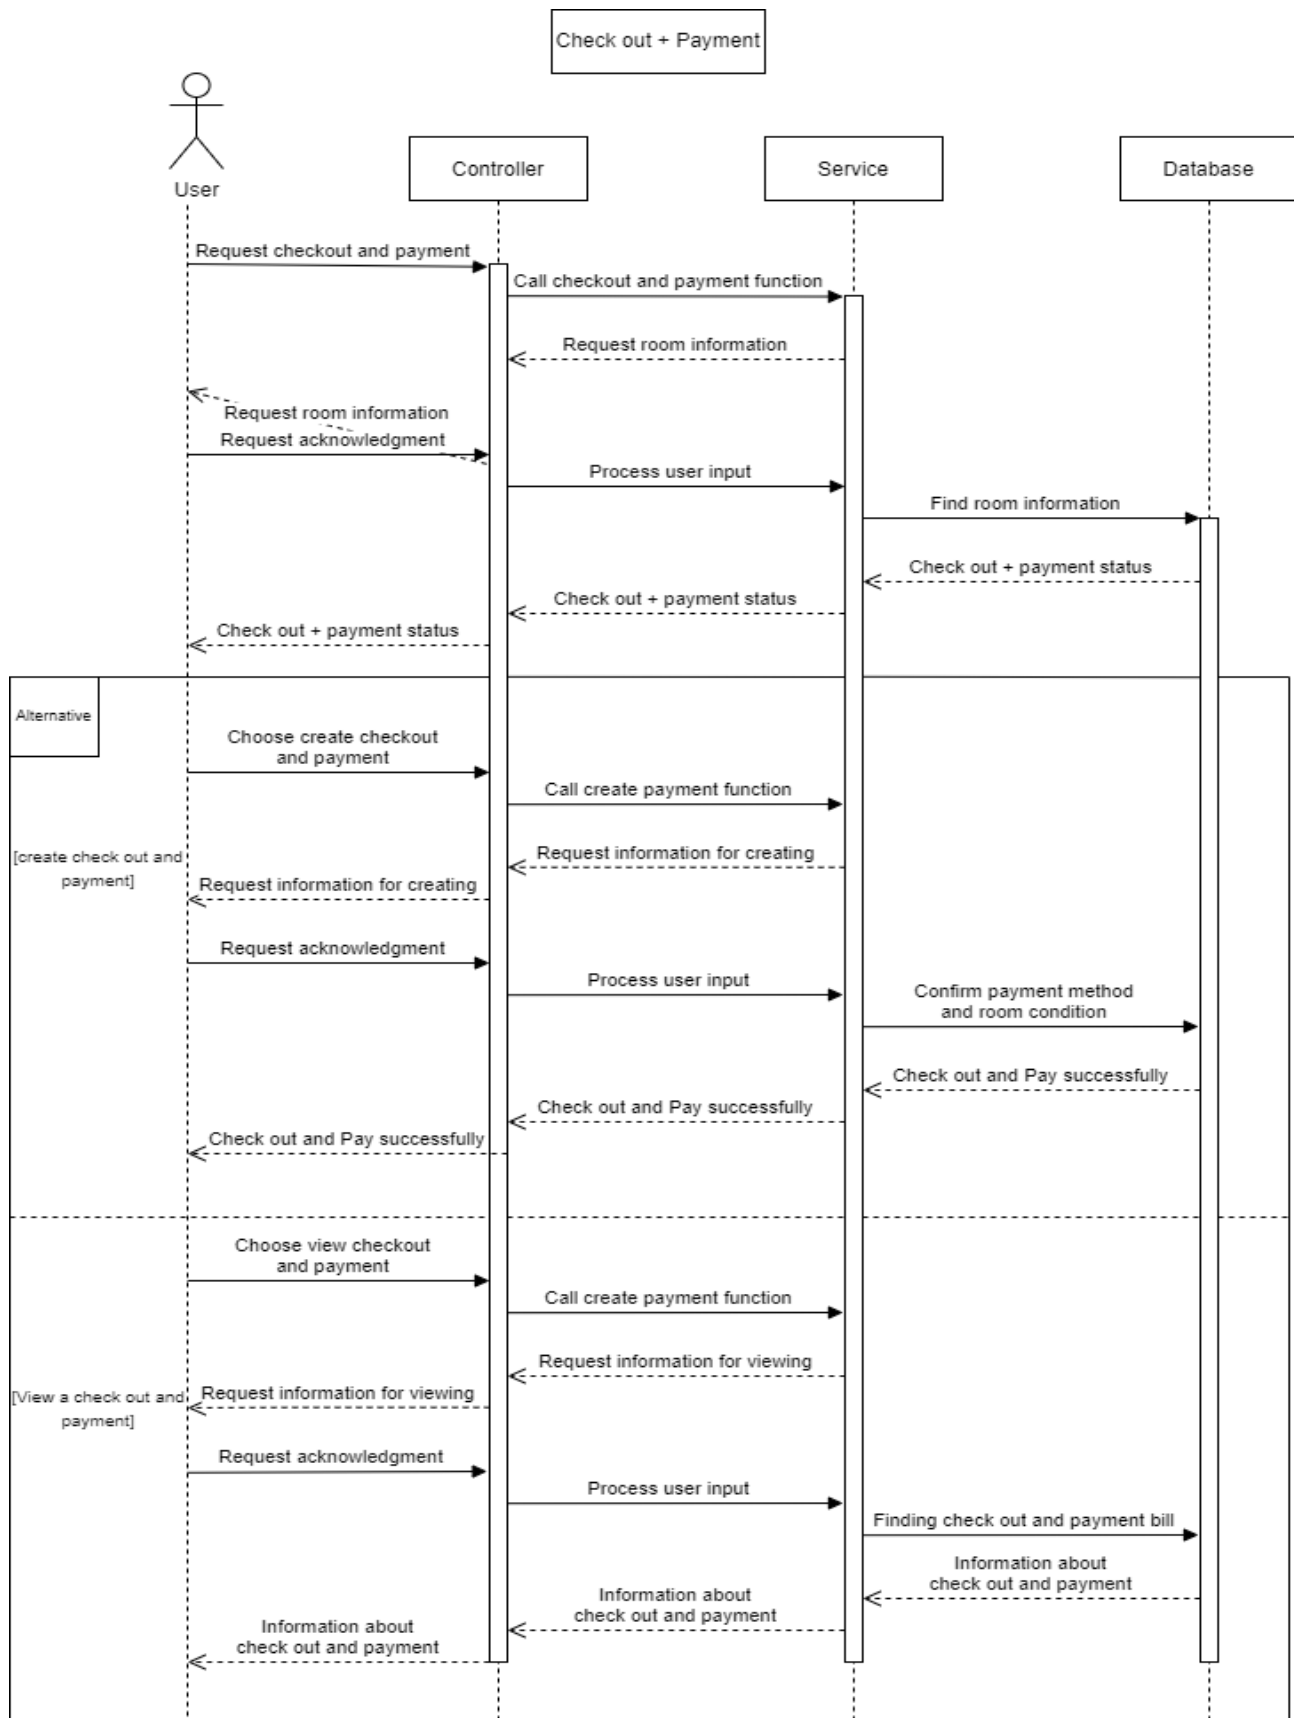 Check out + Payment
User
Controller
Service
Database
Request checkout and payment
Call checkout and payment function
Request room information
Request room information
Request acknowledgment
Process user input
Find room information
Check out + payment status
Check out + payment status
Check out + payment status
Alternative
Choose create checkout
and payment
Call create payment function
[create check out and
payment]
Request information for creating
Request information for creating
Request acknowledgment
Process user input
Confirm payment method
and room condition
Check out and Pay successfully
Check out and Pay successfully
Check out and Pay successfully
Choose view checkout
and payment
Call create payment function
Request information for viewing
[View a check out and
payment]
Request information for viewing
Request acknowledgment
Process user input
Finding check out and payment bill
Information about
check out and payment
Information about
check out and payment
Information about
check out and payment